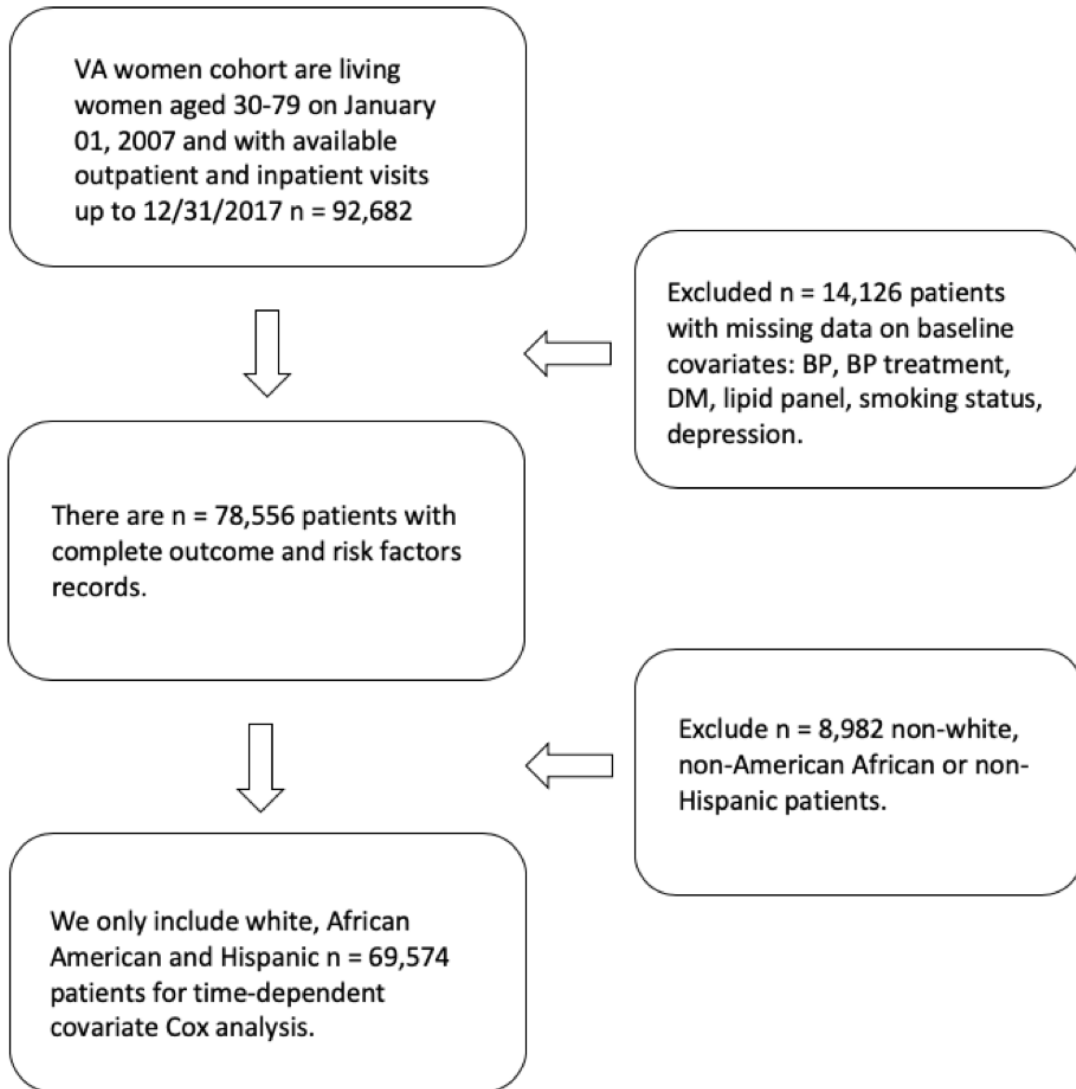 VA women cohort are living
women aged 30-79 on January
01, 2007 and with available
outpatient and inpatient visits
up to 12/31/2017 n = 92,682
Excluded n = 14,126 patients
with missing data on baseline
covariates: BP, BP treatment,
DM, lipid panel, smoking status,
depression.
There are n = 78,556 patients with
complete outcome and risk factors
records.
Exclude n = 8,982 non-white,
non-American African or non-
Hispanic patients.
We only include white, African
American and Hispanic n = 69,574
patients for time-dependent
covariate Cox analysis.